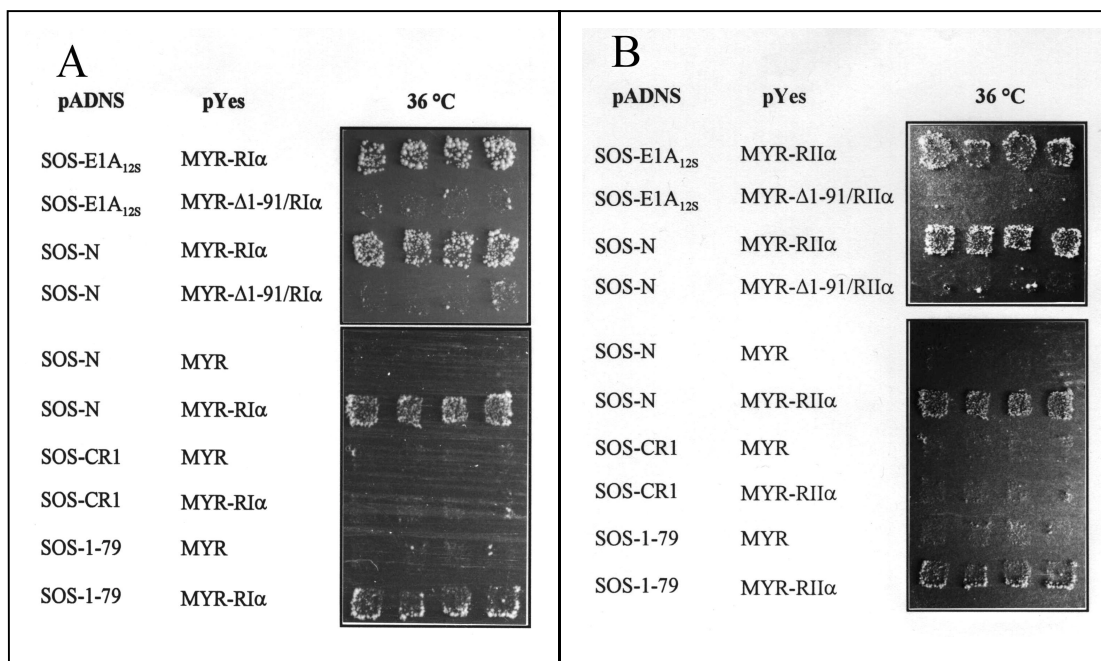 A
pADNS pYes 36 °C
SOS-E1A12S MYR-RIα
SOS-E1A12S MYR-Δ1-91/RIα
SOS-N MYR-RIα
SOS-N MYR-Δ1-91/RIα
SOS-N MYR
SOS-N MYR-RIα
SOS-CR1 MYR
SOS-CR1 MYR-RIα
SOS-1-79 MYR
SOS-1-79 MYR-RIα
B
pADNS pYes 36 °C
SOS-E1A12S MYR-RIIα
SOS-E1A12S MYR-Δ1-91/RIIα
SOS-N MYR-RIIα
SOS-N MYR-Δ1-91/RIIα
SOS-N MYR
SOS-N MYR-RIIα
SOS-CR1 MYR
SOS-CR1 MYR-RIIα
SOS-1-79 MYR
SOS-1-79 MYR-RIIα